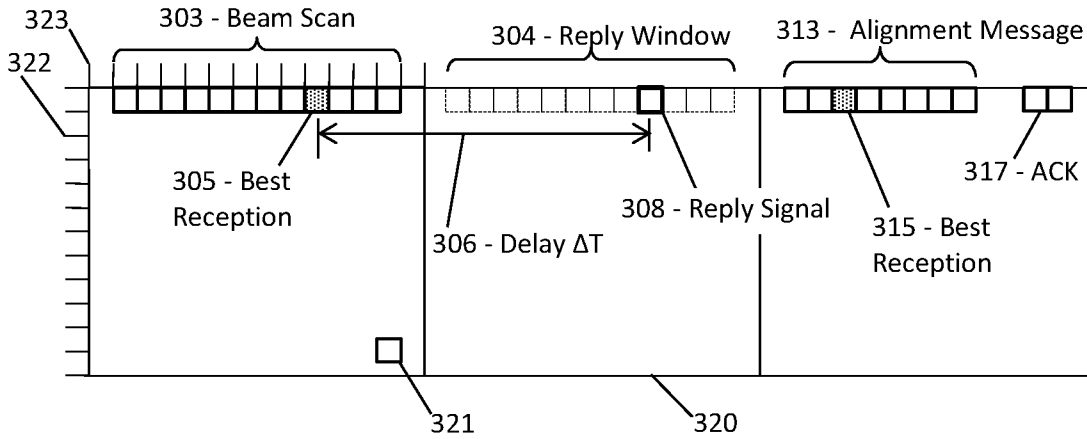 323
303 - Beam Scan
304 - Reply Window
313 - Alignment Message
322
305 - Best
Reception
306 - Delay ΔT
308 - Reply Signal
317 - ACK
315 - Best
Reception
321
320